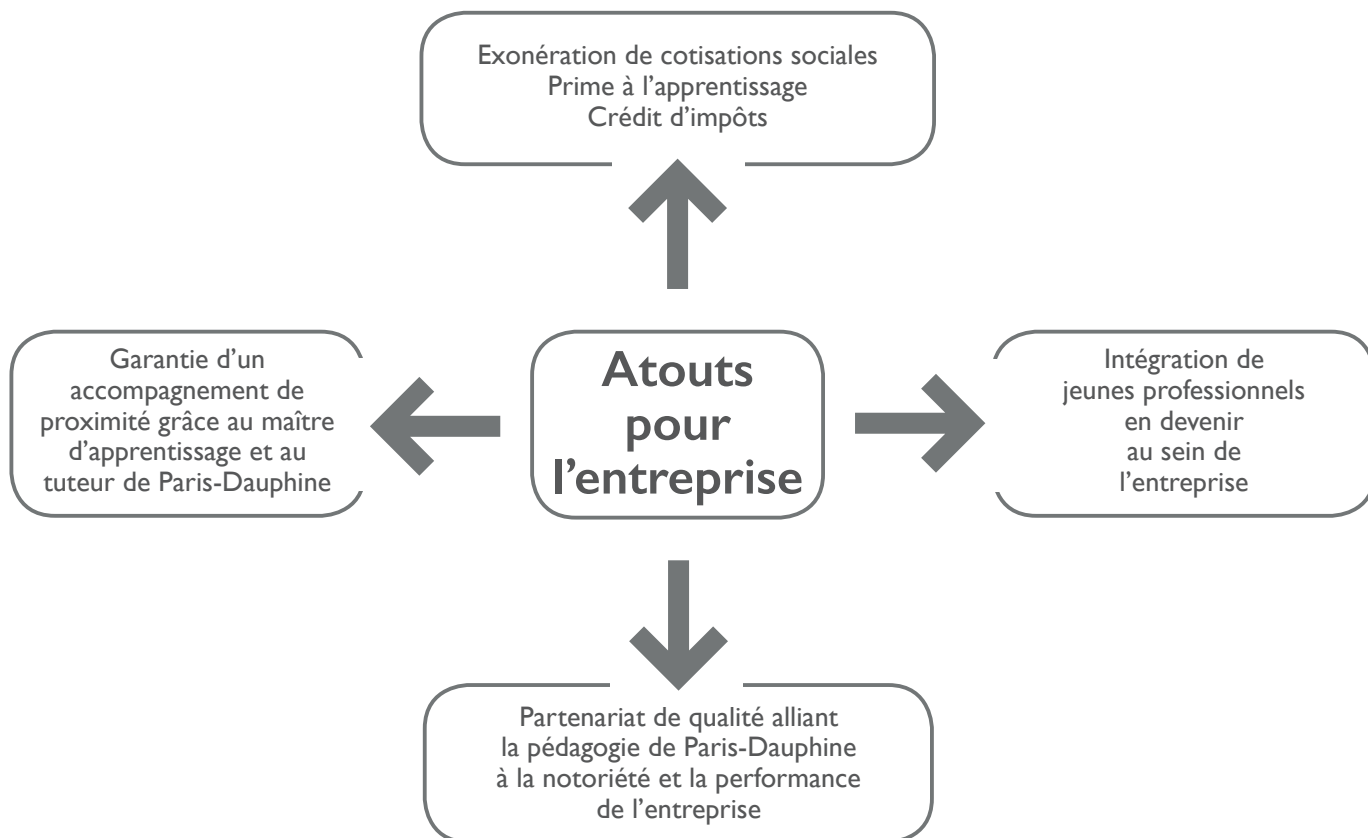 Exonération de cotisations sociales
Prime à l’apprentissage
Crédit d’impôts
Garantie d’un
accompagnement de
proximité grâce au maître
d’apprentissage et au
tuteur de Paris-Dauphine
Atouts
pour
l’entreprise
Intégration de
jeunes professionnels
en devenir
au sein de
l’entreprise
Partenariat de qualité alliant
la pédagogie de Paris-Dauphine
à la notoriété et la performance
de l’entreprise